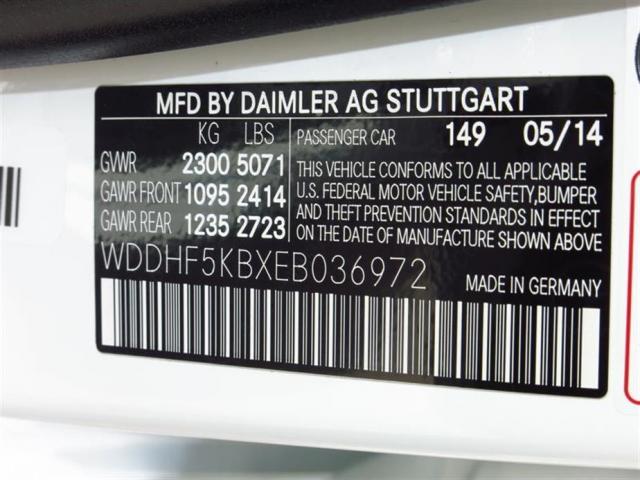 MFD BY DAIMLER AG STUTTGART
KG LBS
GWR 2300 5071
GAWR FRONT 1095 2414
GAWR REAR 1235 2723
PASSENGER CAR 149 05/14
THIS VEHICLE CONFORMS TO ALL APPLICABLE
U.S. FEDERAL MOTOR VEHICLE SAFETY,BUMPER
AND THEFT PREVENTION STANDARDS IN EFFECT
ON THE DATE OF MANUFACTURE SHOWN ABOVE
WDDHF5KBXEB036972
MADE IN GERMANY